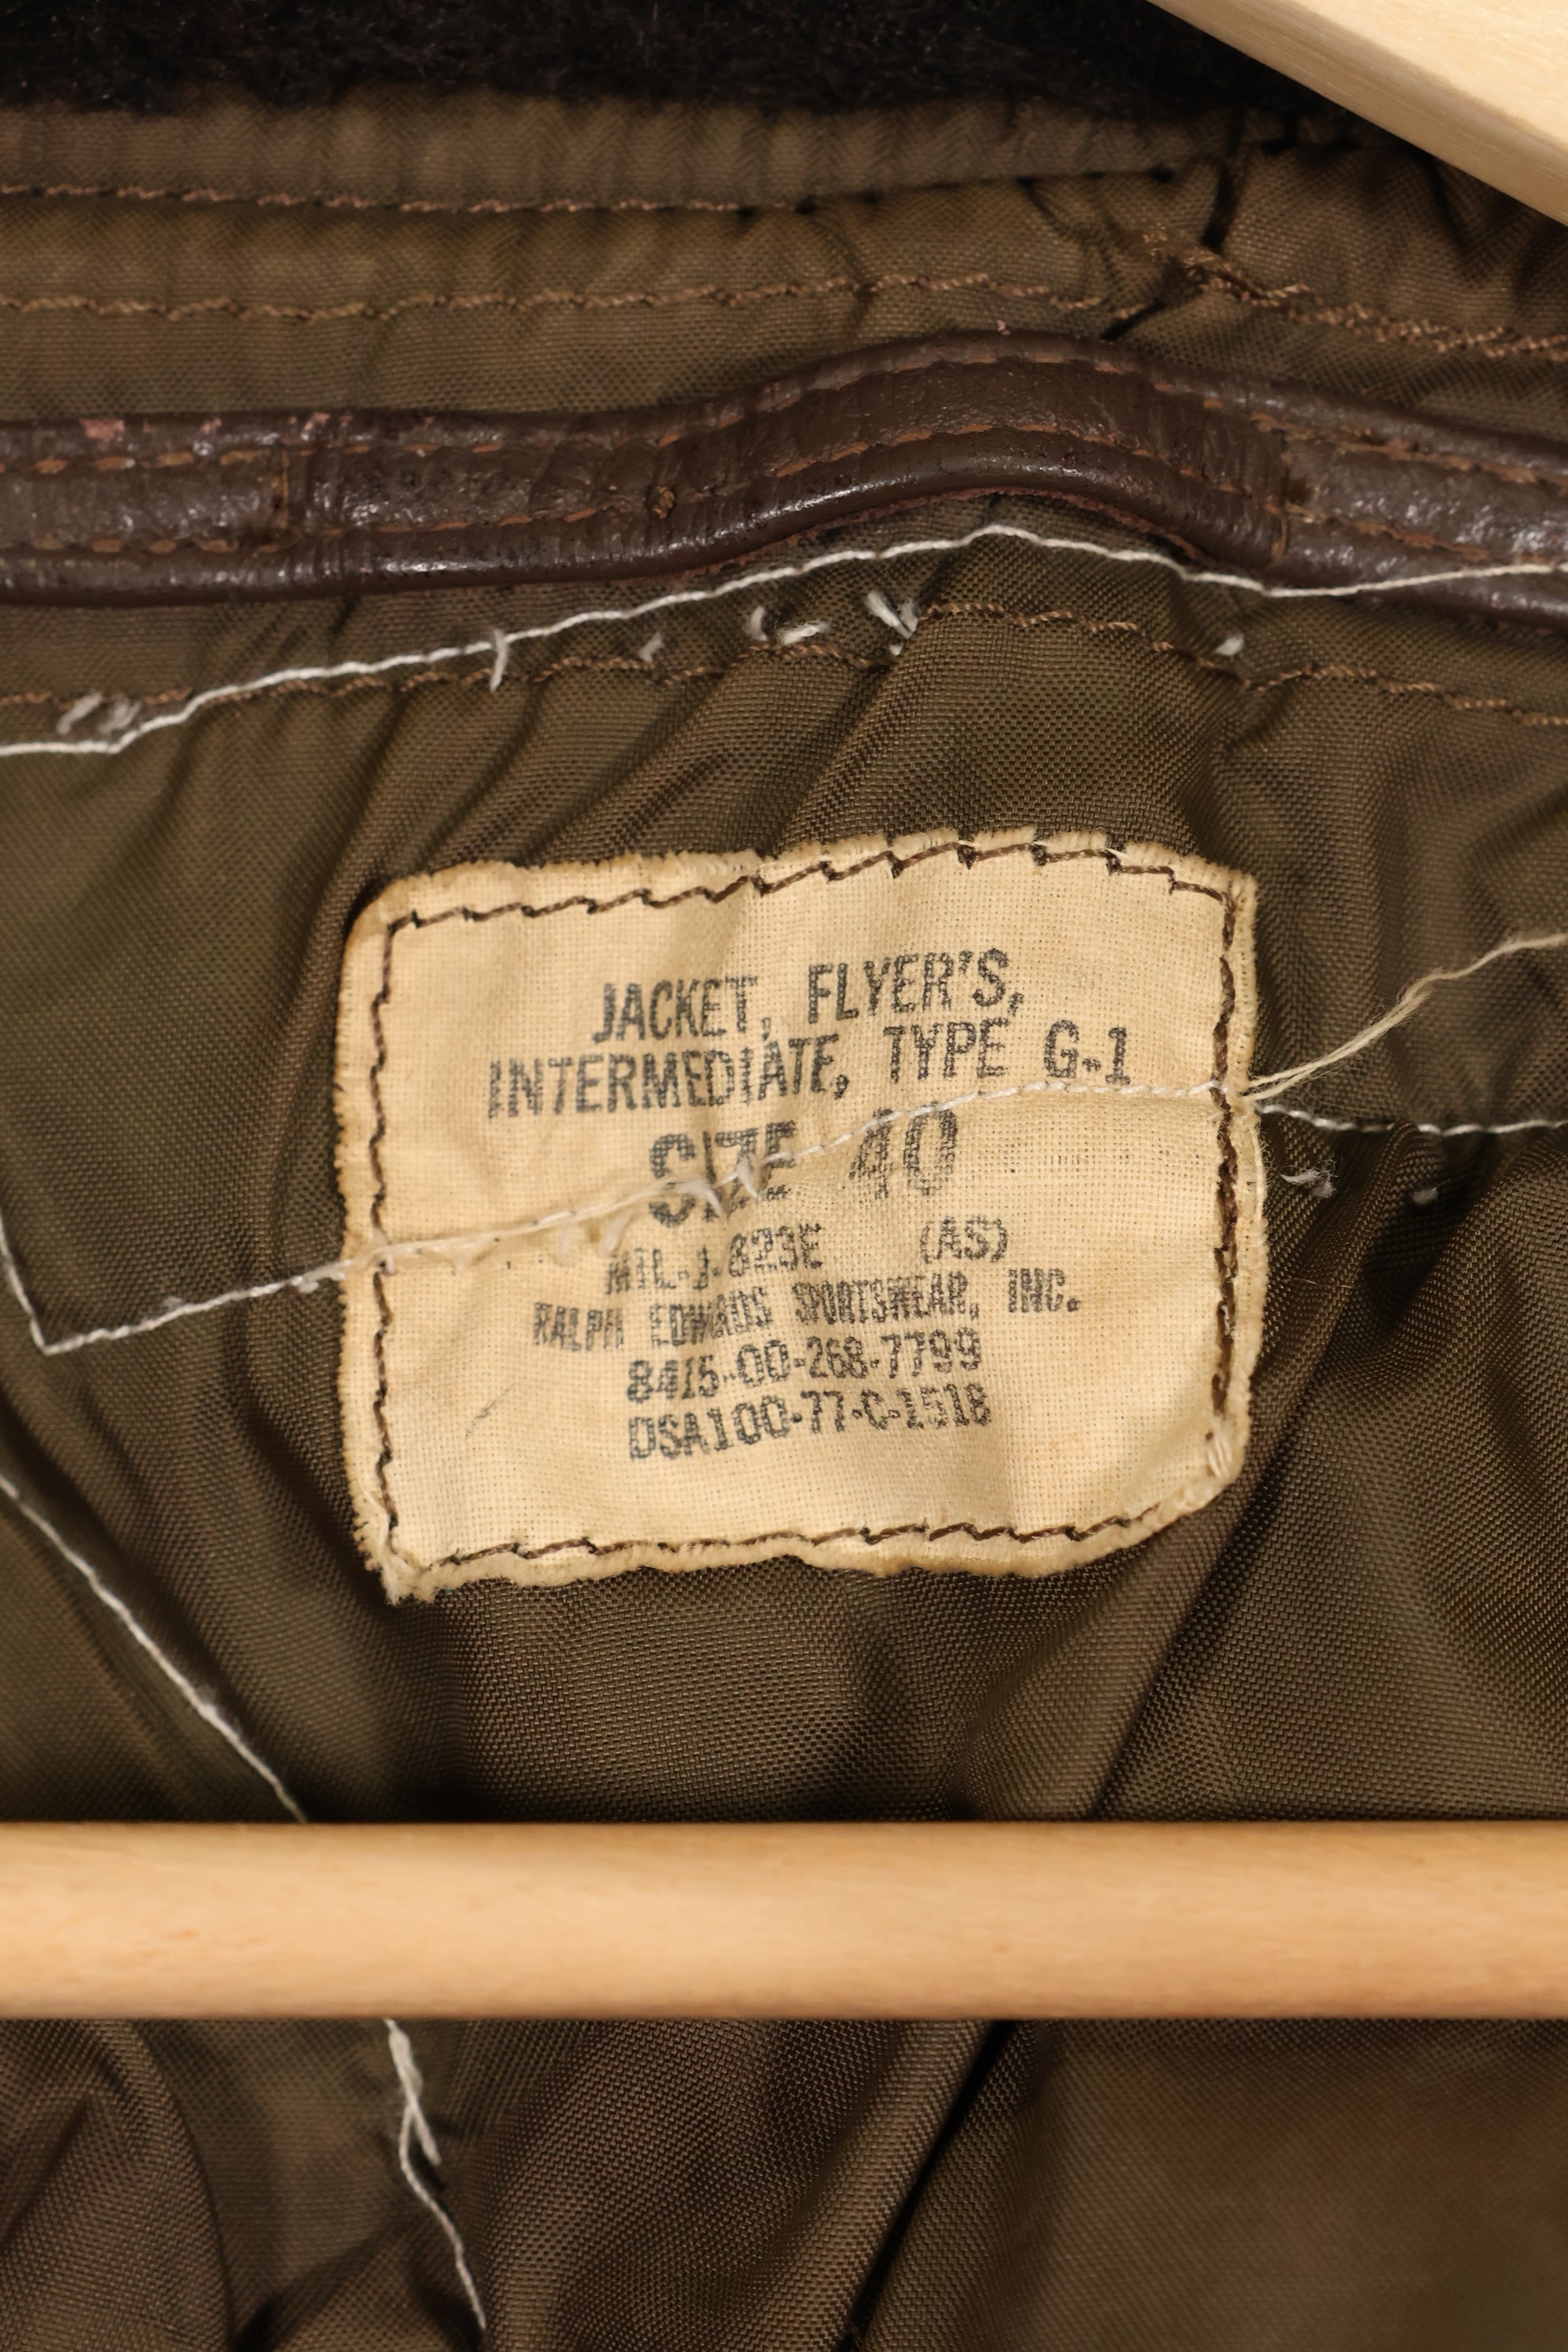 JACKET, FLYER'S,
INTERMEDIATE, TYPE G-1
SIZE 40
MIL-J-823E (AS)
RALPH EDWARDS SPORTSWEAR, INC.
8415-00-268-7799
DSA100-77-C-1518